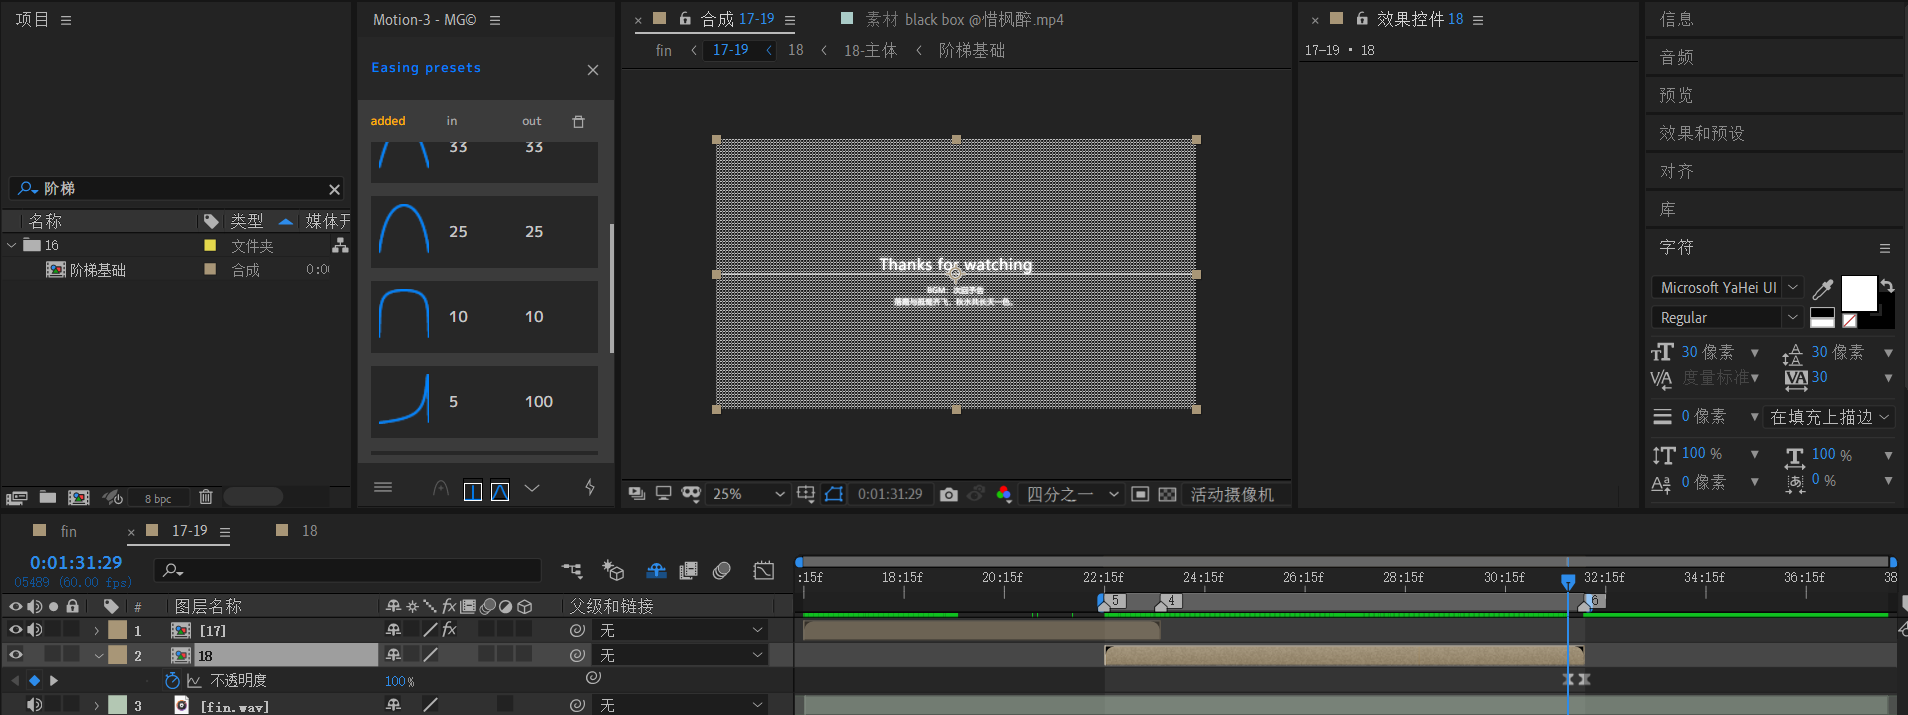 项目
阶梯
名称 类型 媒体开
16 文件夹
阶梯基础 合成 0:0
8 bpc
Motion-3 - MG©
Easing presets
added in out
33 33
25 25
10 10
5 100
合成 17-19 素材 black box @惜枫醉.mp4
fin 17-19 18 18-主体 阶梯基础
Thanks for watching
25% 0:01:31:29 四分之一 活动摄像机
效果控件 18
17-19 • 18
信息
音频
预览
效果和预设
对齐
库
字符
Microsoft YaHei UI
Regular
30 像素 30 像素
度量标准 30
0 像素 在填充上描边
100 % 100 %
0 像素 0 %
fin 17-19 18
0:01:31:29
05489 (60.00 fps)
:15f 18:15f 20:15f 22:15f 24:15f 26:15f 28:15f 30:15f 32:15f 34:15f 36:15f 38
# 图层名称 父级和链接 5 4 6
1 [17] 无
2 18 无
不透明度 100%
3 [fin.wav] 无